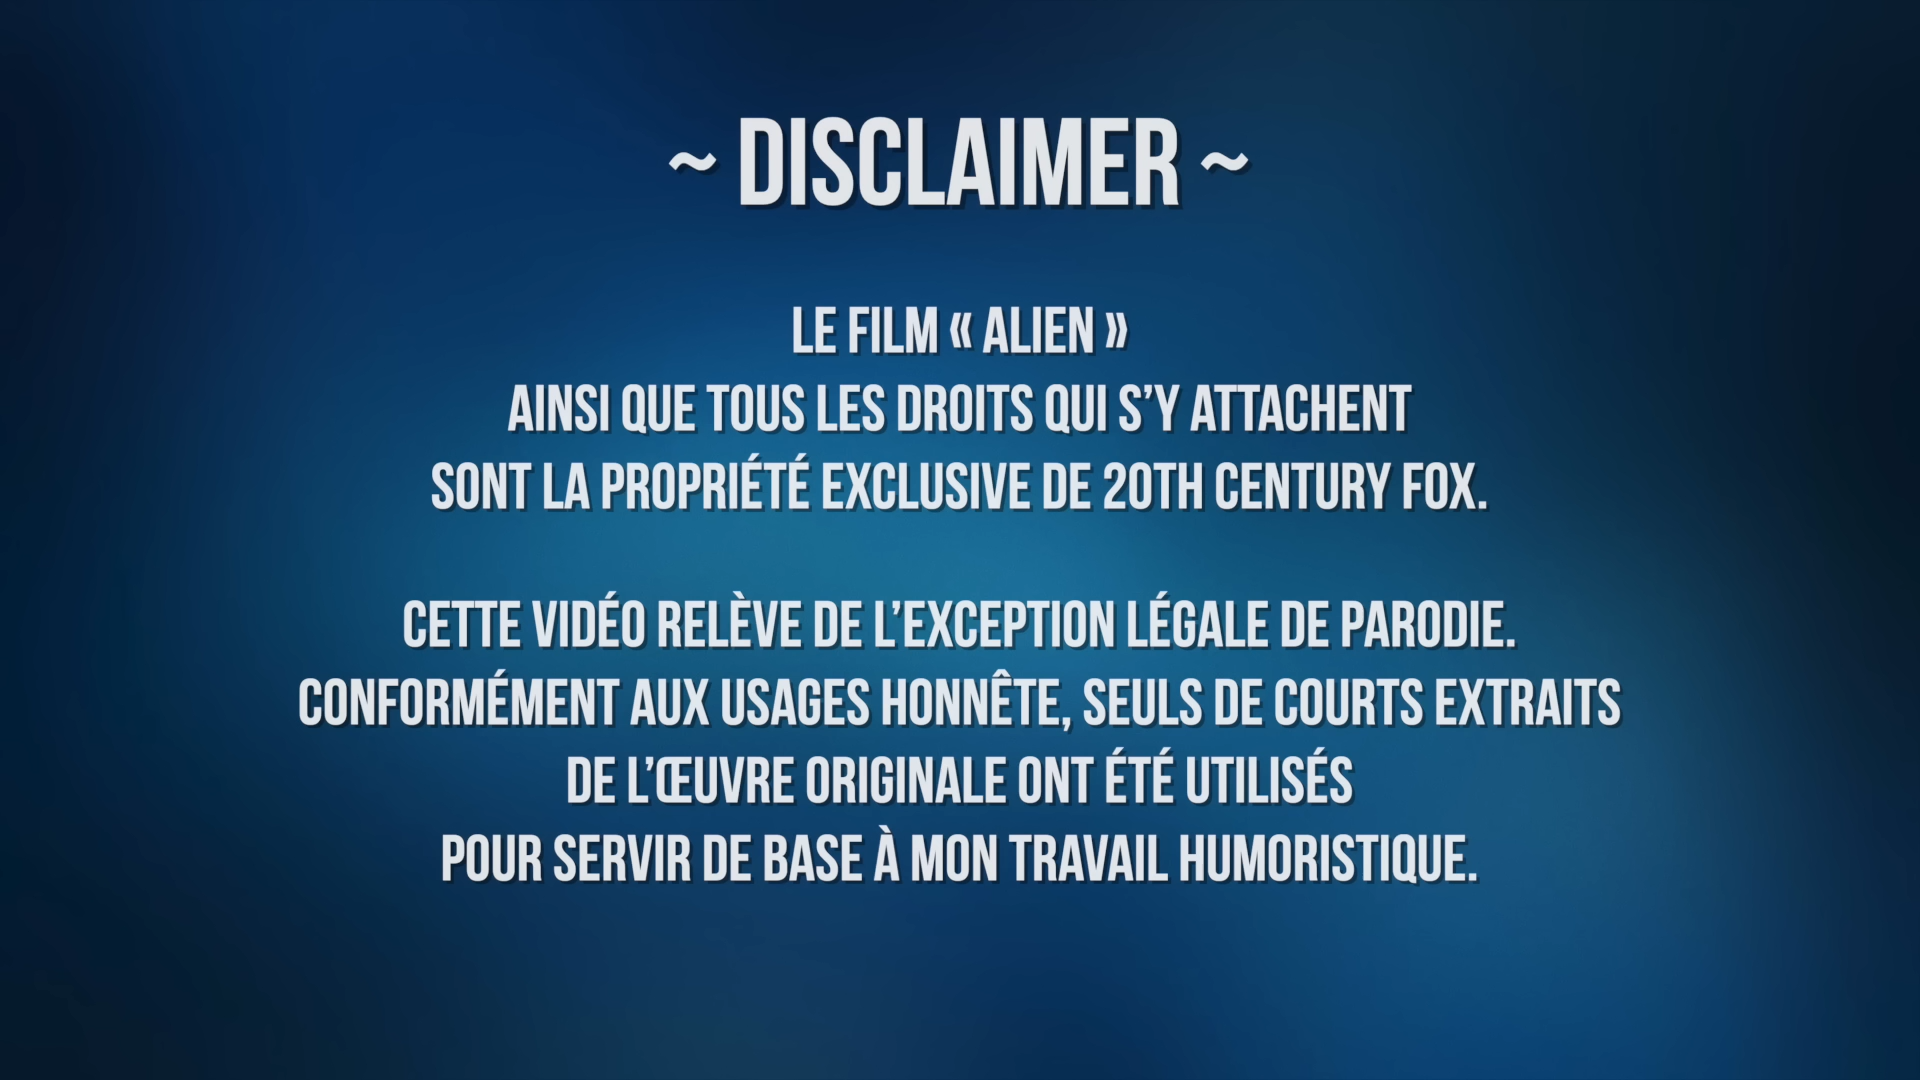 ~ DISCLAIMER ~
LE FILM « ALIEN »
AINSI QUE TOUS LES DROITS QUI S’Y ATTACHENT
SONT LA PROPRIÉTÉ EXCLUSIVE DE 20TH CENTURY FOX.
CETTE VIDÉO RELÈVE DE L’EXCEPTION LÉGALE DE PARODIE.
CONFORMÉMENT AUX USAGES HONNÊTE, SEULS DE COURTS EXTRAITS
DE L’ŒUVRE ORIGINALE ONT ÉTÉ UTILISÉS
POUR SERVIR DE BASE À MON TRAVAIL HUMORISTIQUE.